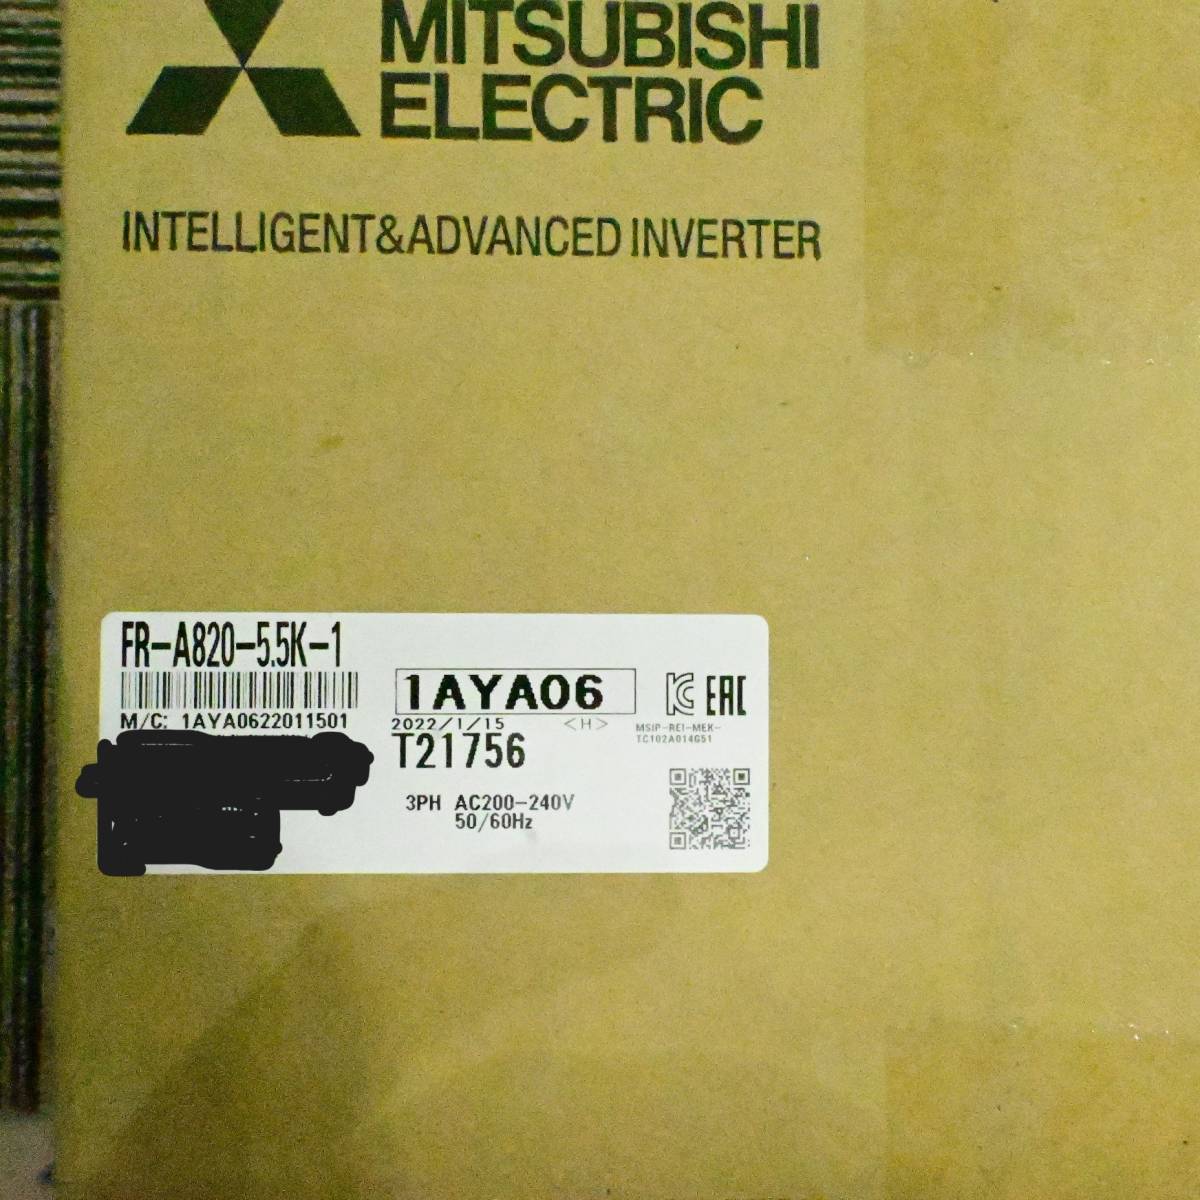 MITSUBISHI
ELECTRIC
INTELLIGENT&ADVANCED INVERTER
FR-A820-5.5K-1
M/C: 1AYA0622011501
1AYA06
2022/1/15 <H>
T21756
3PH AC200-240V
50/60Hz
EAC
MSIP-REI-MEK-
TC102A014G51